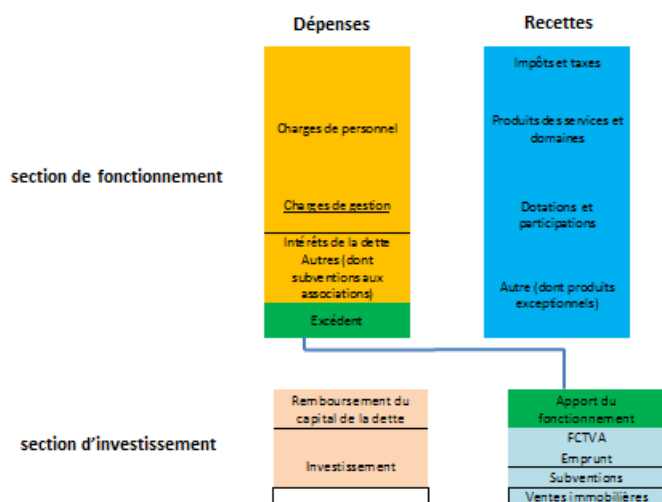 Dépenses
Recettes
section de fonctionnement
Charges de personnel
Charges de gestion
Intérêts de la dette
Autres (dont
subventions aux
associations)
Excédent
Impôts et taxes
Produits des services et
domaines
Dotations et
participations
Autre (dont produits
exceptionnels)
section d'investissement
Remboursement du
capital de la dette
Investissement
Apport du
fonctionnement
FCTVA
Emprunt
Subventions
Ventes immobilières